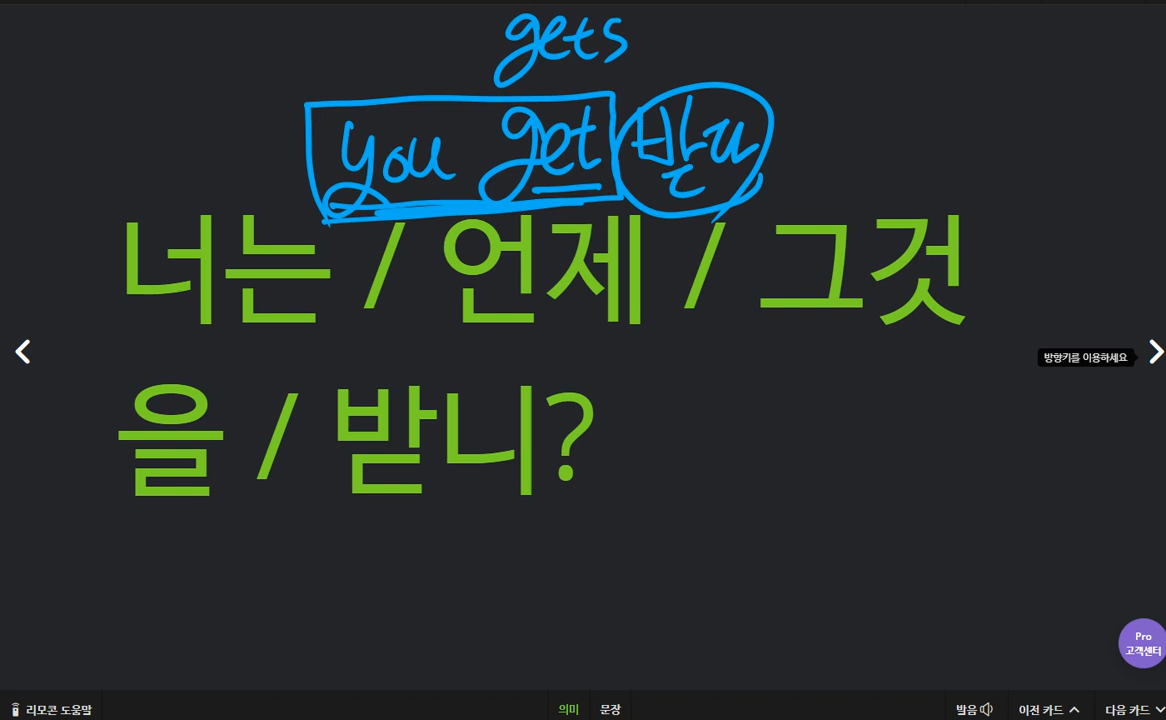 gets
you get 받다
너는 / 언제 / 그것
방향키를 이용하세요
을 / 받니?
Pro
고객센터
리모콘 도움말 의미 문장 발음 이전 카드 다음 카드